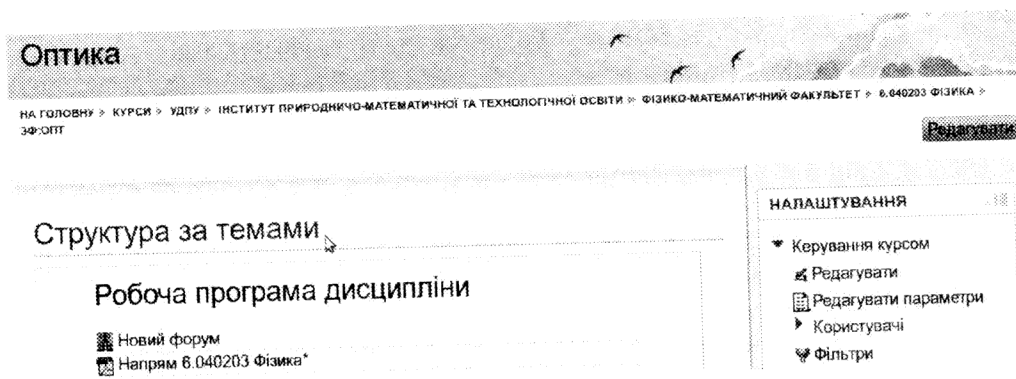 Оптика
НА ГОЛОВНУ » КУРСИ » УДПУ » ІНСТИТУТ ПРИРОДНИЧО-МАТЕМАТИЧНОЇ ТА ТЕХНОЛОГІЧНОЇ ОСВІТИ » ФІЗИКО-МАТЕМАТИЧНИЙ ФАКУЛЬТЕТ » 6.040203 ФІЗИКА »
3Ф:ОПТ
Редагувати
Структура за темами
Робоча програма дисципліни
Новий форум
Напрям 6.040203 Фізика*
НАЛАШТУВАННЯ
Керування курсом
Редагувати
Редагувати параметри
Користувачі
Фільтри